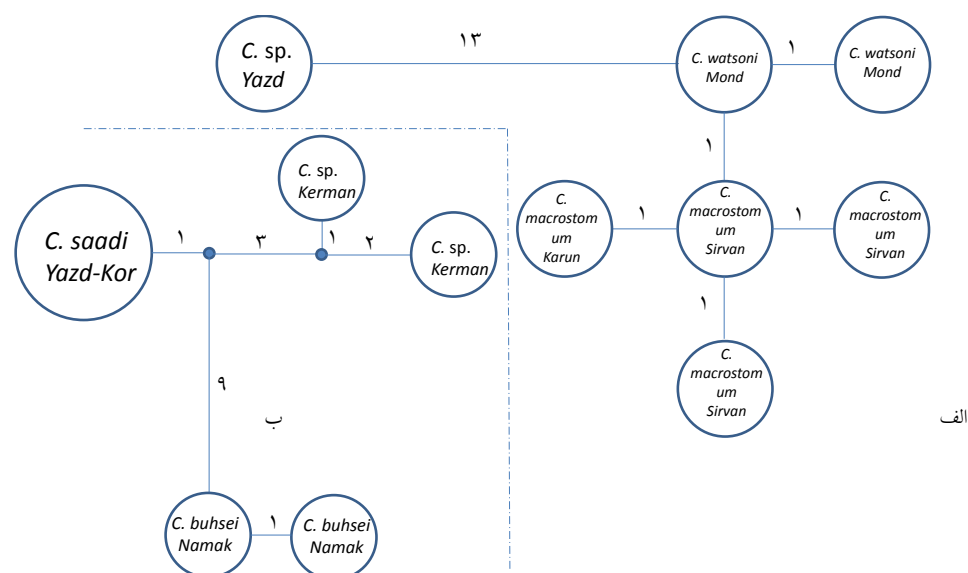 C. sp.
Yazd
۱۳
C. watsoni
Mond
۱
C. watsoni
Mond
۱
C.
macrostom
um
Karun
۱
C.
macrostom
um
Sirvan
۱
C.
macrostom
um
Sirvan
۱
C.
macrostom
um
Sirvan
الف
C. sp.
Kerman
C. saadi
Yazd-Kor
۱
۳
۱
۲
C. sp.
Kerman
۹
ب
C. buhsei
Namak
۱
C. buhsei
Namak